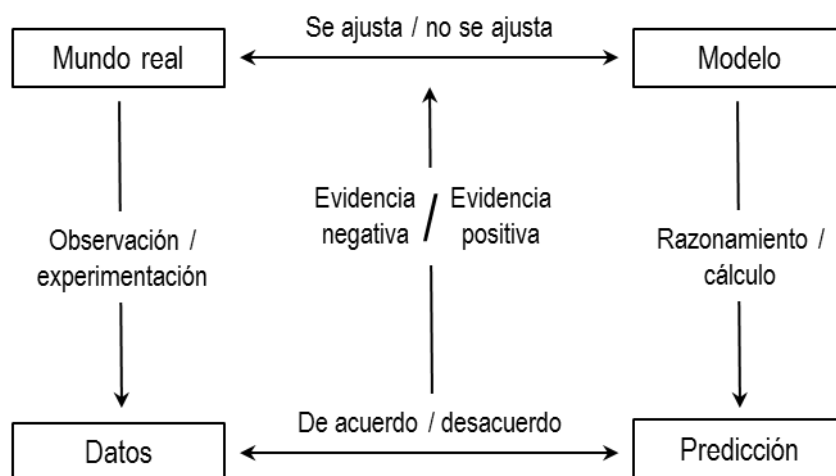 Se ajusta / no se ajusta
Mundo real
Modelo
Evidencia negativa / Evidencia positiva
Observación /
experimentación
Razonamiento /
cálculo
De acuerdo / desacuerdo
Datos
Predicción